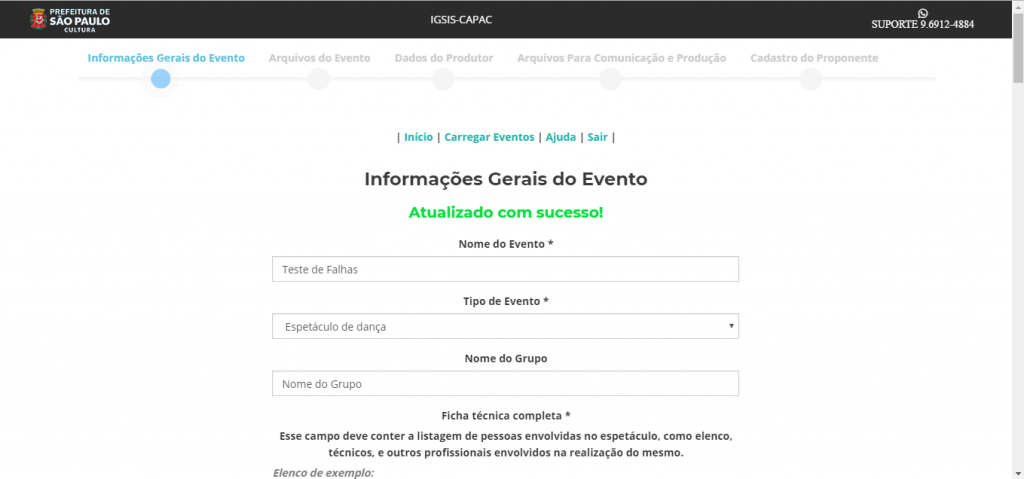 PREFEITURA DE
SÃO PAULO
CULTURA
IGSIS-CAPAC
SUPORTE 9.6912-4884
Informações Gerais do Evento
Arquivos do Evento
Dados do Produtor
Arquivos Para Comunicação e Produção
Cadastro do Proponente
| Início | Carregar Eventos | Ajuda | Sair |
Informações Gerais do Evento
Atualizado com sucesso!
Nome do Evento *
Teste de Falhas
Tipo de Evento *
Espetáculo de dança
Nome do Grupo
Nome do Grupo
Ficha técnica completa *
Esse campo deve conter a listagem de pessoas envolvidas no espetáculo, como elenco,
técnicos, e outros profissionais envolvidos na realização do mesmo.
Elenco de exemplo: